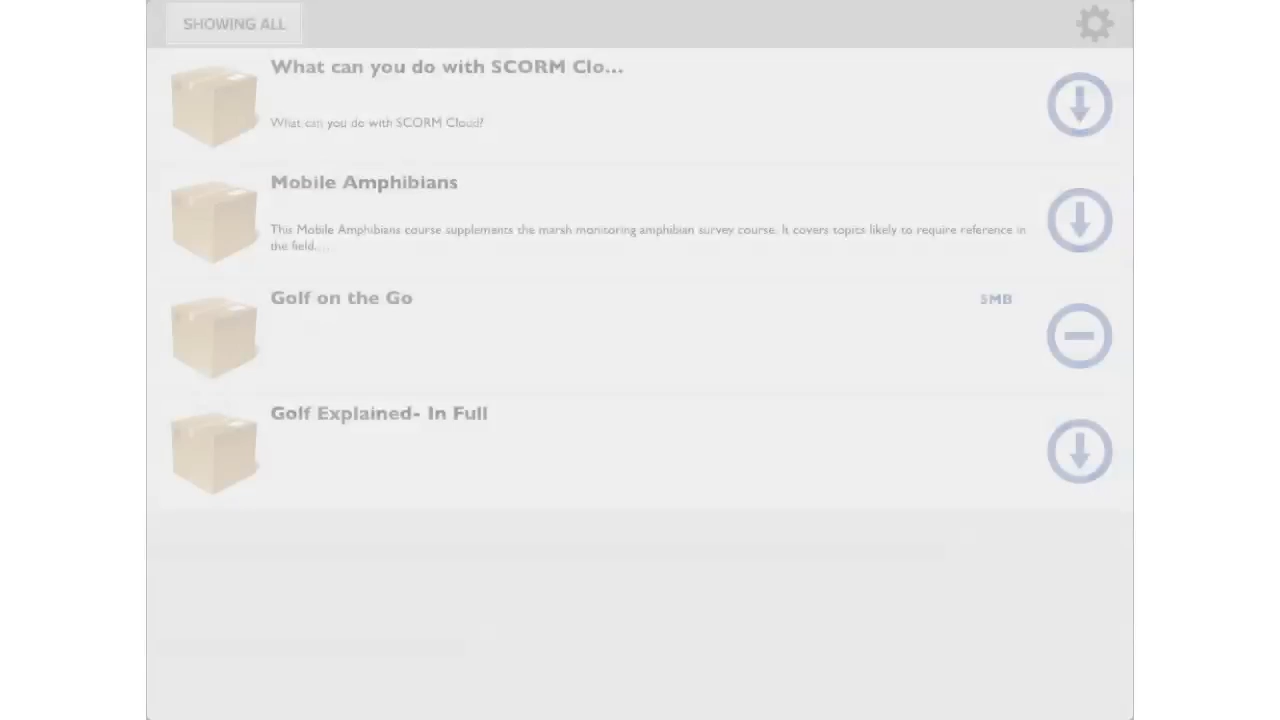 SHOWING ALL
What can you do with SCORM Clo...
What can you do with SCORM Cloud?
Mobile Amphibians
This Mobile Amphibians course supplements the marsh monitoring amphibian survey course. It covers topics likely to require reference in
the field. ...
Golf on the Go
5MB
Golf Explained- In Full